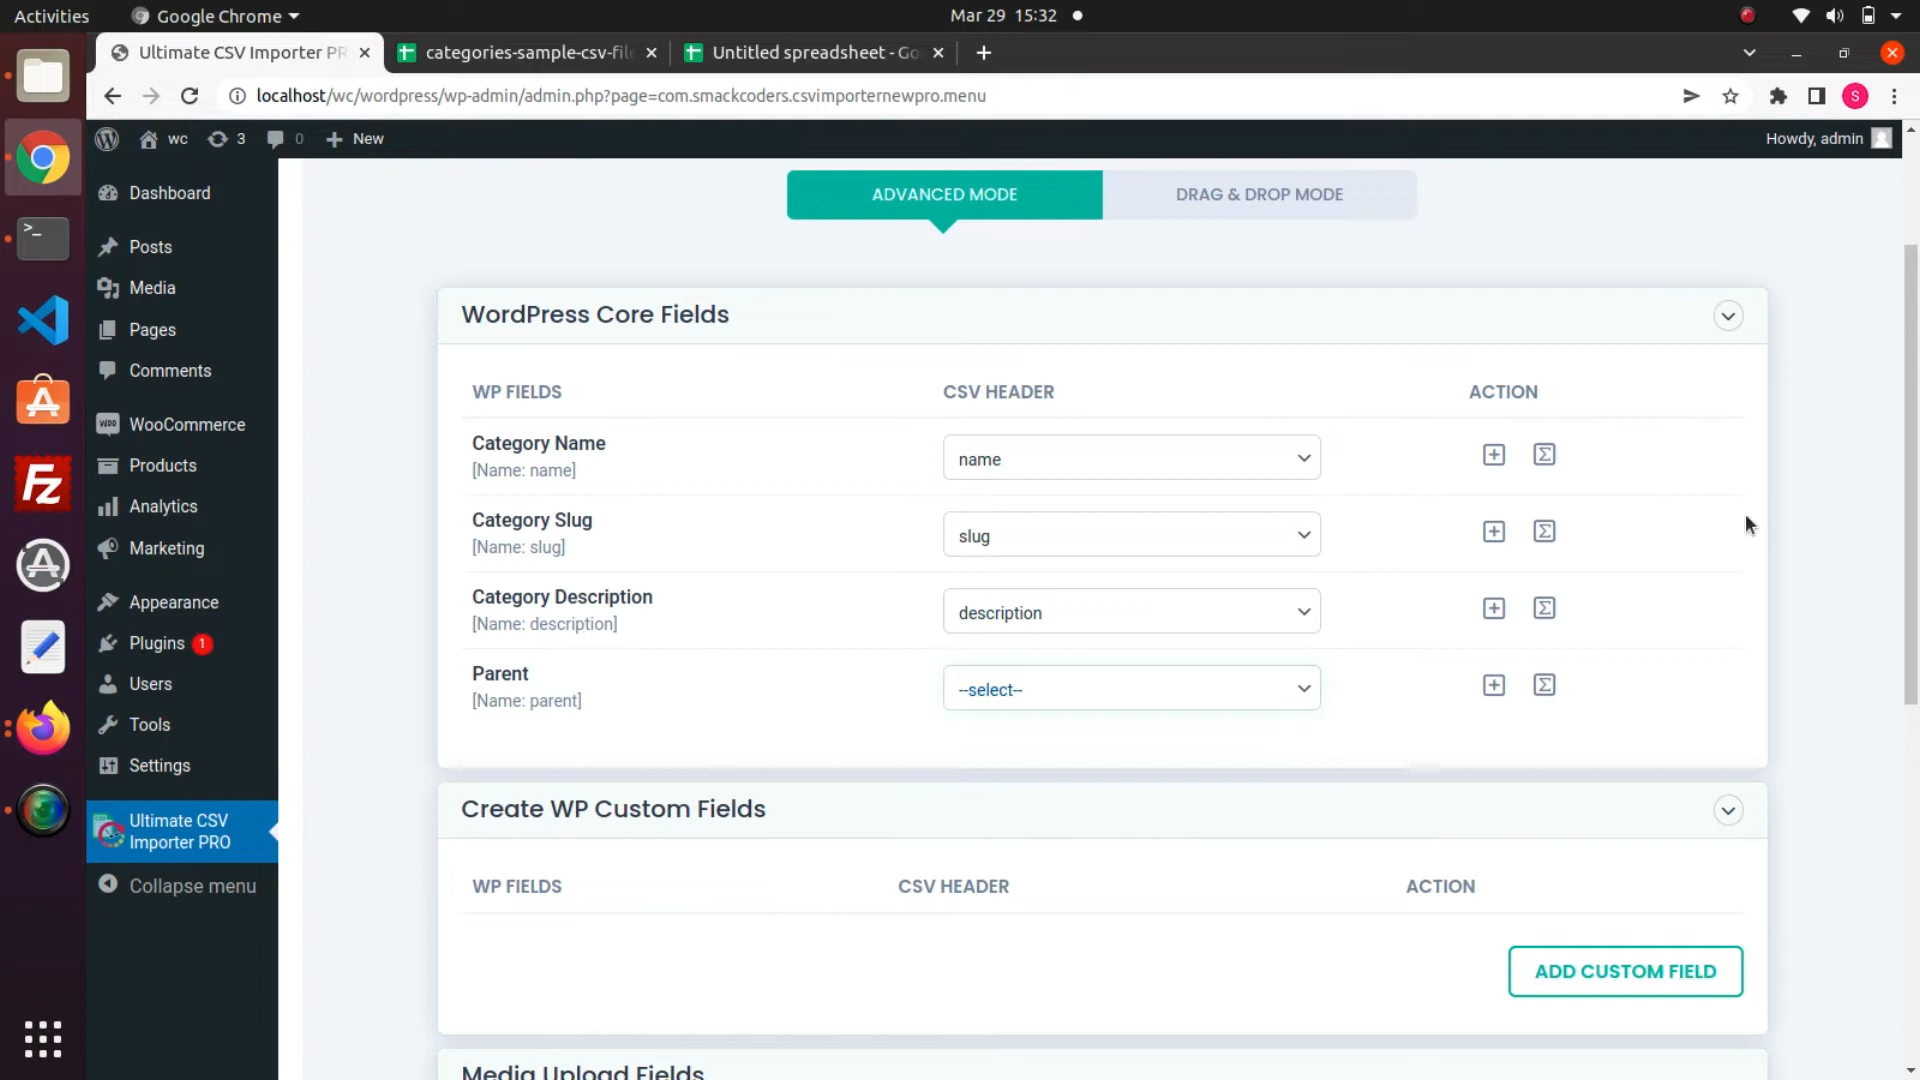 Activities
Google Chrome
Mar 29 15:32
Ultimate CSV Importer PR
categories-sample-csv-file
Untitled spreadsheet - Go
localhost/wc/wordpress/wp-admin/admin.php?page=com.smackcoders.csvimporternewpro.menu
S
wc
3
0
New
Howdy, admin
Dashboard
Posts
Media
Pages
Comments
WooCommerce
Products
Analytics
Marketing
Appearance
Plugins 1
Users
Tools
Settings
Ultimate CSV
Importer PRO
Collapse menu
ADVANCED MODE
DRAG & DROP MODE
WordPress Core Fields
WP FIELDS
CSV HEADER
ACTION
Category Name
[Name: name]
name
Category Slug
[Name: slug]
slug
Category Description
[Name: description]
description
Parent
[Name: parent]
--select--
Create WP Custom Fields
WP FIELDS
CSV HEADER
ACTION
ADD CUSTOM FIELD
Media Upload Fields